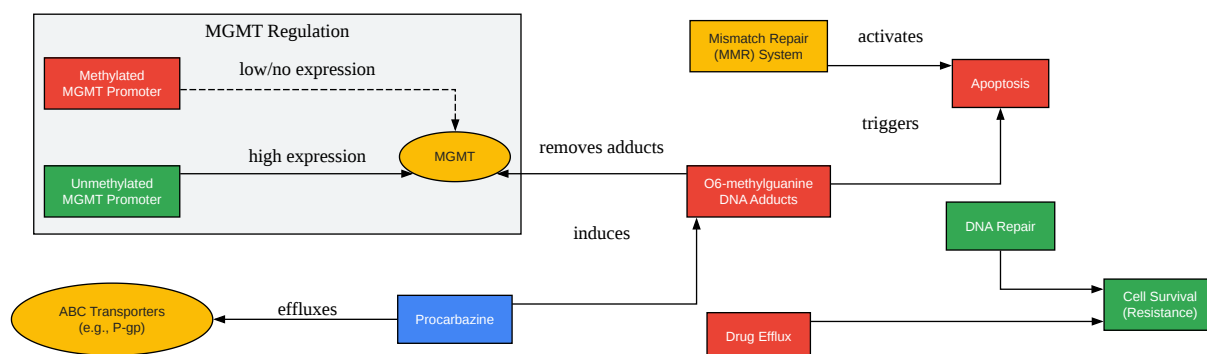 MGMT Regulation
Methylated
MGMT Promoter
low/no expression
Mismatch Repair
(MMR) System
activates
Apoptosis
triggers
high expression
MGMT
removes adducts
Unmethylated
MGMT Promoter
O6-methylguanine
DNA Adducts
induces
DNA Repair
ABC Transporters
(e.g., P-gp)
effluxes
Procarbazine
Drug Efflux
Cell Survival
(Resistance)